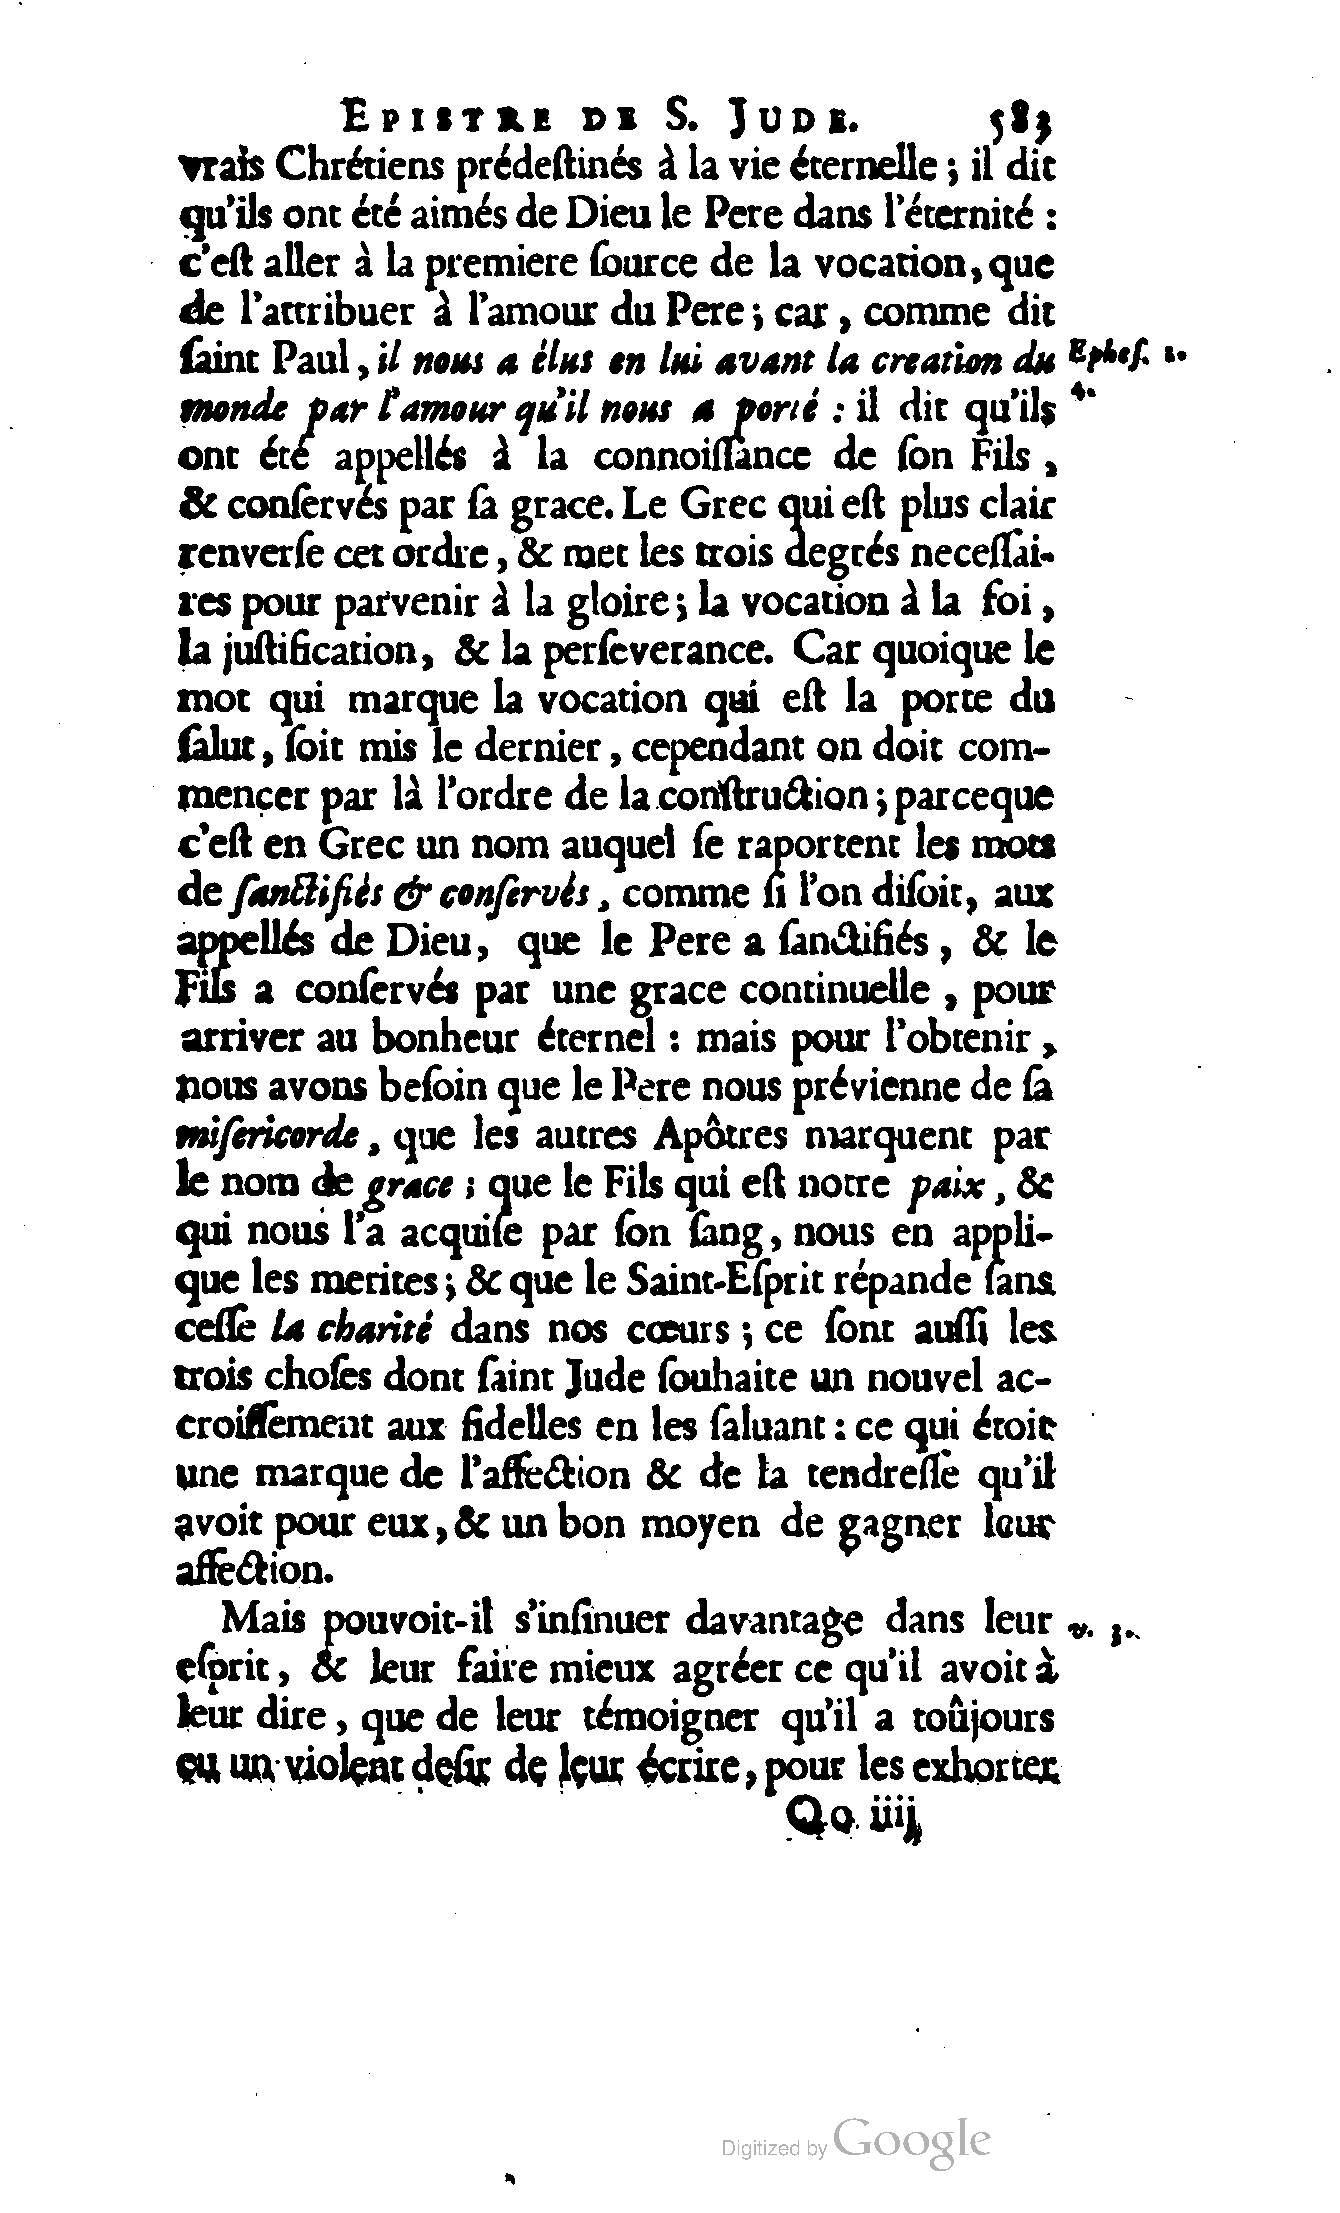 EPISTRE DE S. JUDE. 583
vrais Chrétiens prédeſtinés à la vie éternelle ; il dit
qu'ils ont été aimés de Dieu le Pere dans l'éternité :
c'eſt aller à la premiere ſource de la vocation, que
de l'attribuer à l'amour du Pere ; car , comme dit
ſaint Paul, il nous a élus en lui avant la creation du Epheſ. 1.
monde par l'amour qu'il nous a porté : il dit qu'ils 4.
ont été appellés à la connoiſſance de ſon Fils ,
& conſervés par ſa grace. Le Grec qui eſt plus clair
renverſe cet ordre , & met les trois degrés neceſſai-
res pour parvenir à la gloire ; la vocation à la foi ,
la juſtification, & la perſeverance. Car quoique le
mot qui marque la vocation qui eſt la porte du
ſalut, ſoit mis le dernier , cependant on doit com-
mençer par là l'ordre de la conſtruction ; parceque
c'eſt en Grec un nom auquel ſe raportent les mots
de ſanctifiés & conſervés , comme ſi l'on diſoit, aux
appellés de Dieu, que le Pere a ſanctifiés , & le
Fils a conſervés par une grace continuelle , pour
arriver au bonheur éternel : mais pour l'obtenir ,
nous avons beſoin que le Pere nous prévienne de ſa
miſericorde , que les autres Apôtres marquent par
le nom de grace ; que le Fils qui eſt notre paix , &
qui nous l'a acquiſe par ſon ſang, nous en appli-
que les merites ; & que le Saint-Eſprit répande ſans
ceſſe la charité dans nos cœurs ; ce ſont auſſi les
trois choſes dont ſaint Jude ſouhaite un nouvel ac-
croiſſement aux fidelles en les ſaluant : ce qui étoit
une marque de l'affection & de la tendreſſe qu'il
avoit pour eux, & un bon moyen de gagner leur
affection.
Mais pouvoit-il s'inſinuer davantage dans leur v. 3.
eſprit, & leur faire mieux agréer ce qu'il avoit à
leur dire , que de leur témoigner qu'il a toûjours
eu un violent deſir de leur écrire, pour les exhorter
Oo iiij
Digitized by Google